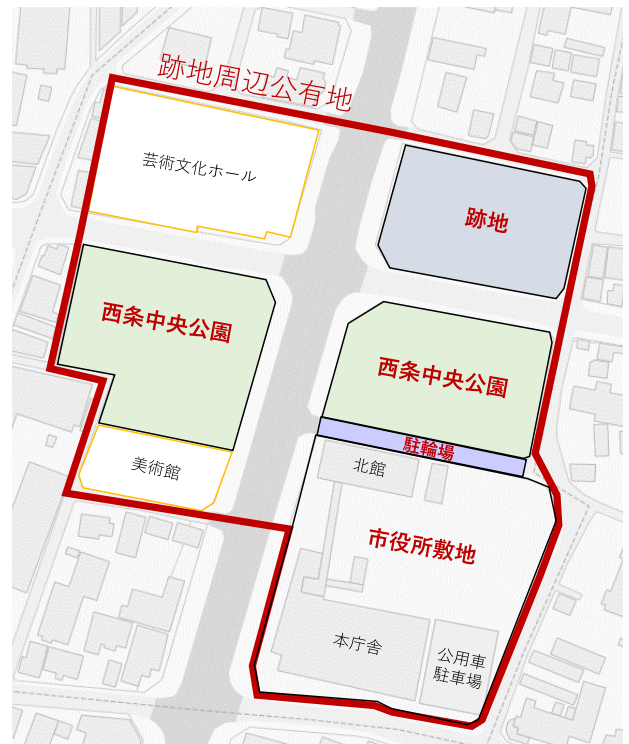 跡地周辺公有地
芸術文化ホール
跡地
西条中央公園
西条中央公園
駐輪場
美術館
北館
市役所敷地
本庁舎
公用車
駐車場